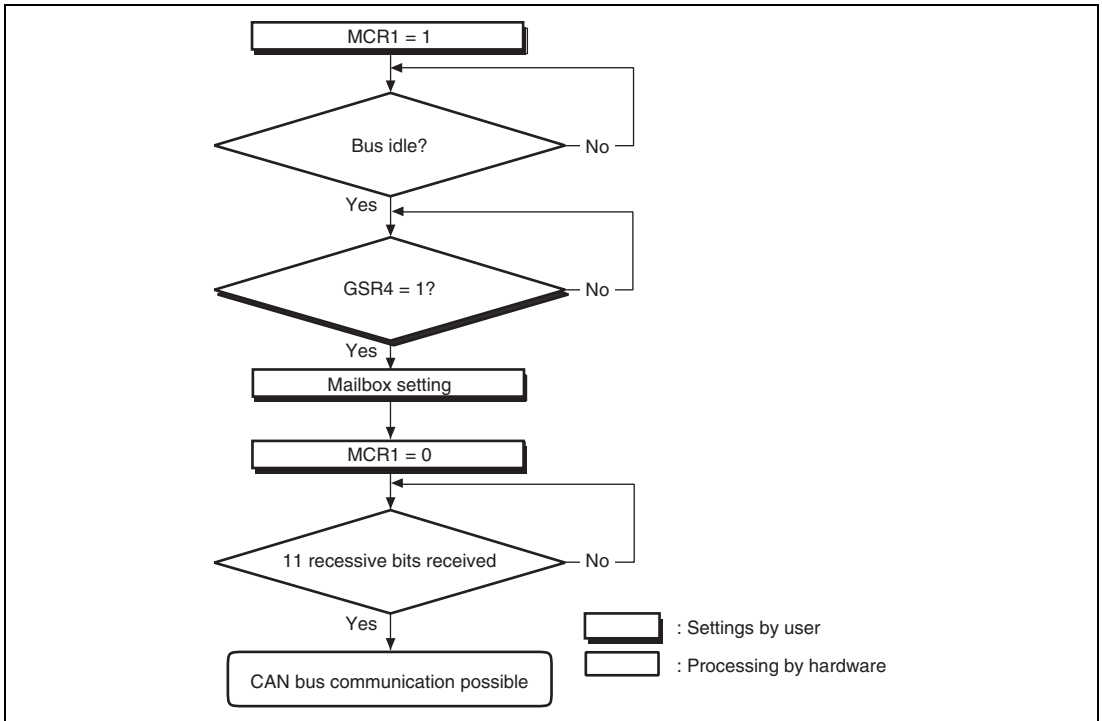 MCR1 = 1
Bus idle?
No
Yes
GSR4 = 1?
No
Yes
Mailbox setting
MCR1 = 0
11 recessive bits received
No
Yes
CAN bus communication possible
: Settings by user
: Processing by hardware